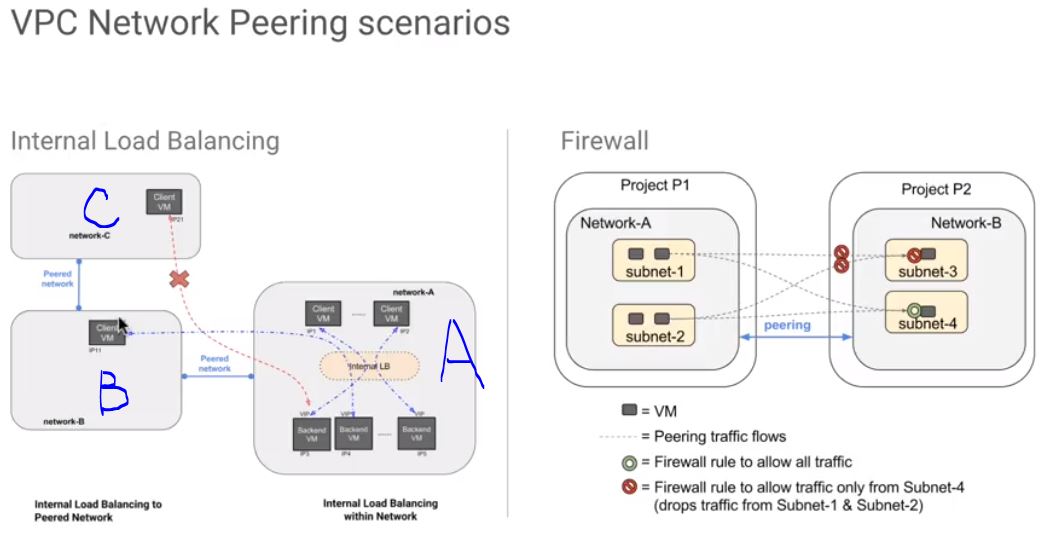 VPC Network Peering scenarios
Internal Load Balancing
C
Client
VM
IP21
network-C
Peered
network
Client
VM
IP11
B
network-B
Peered
network
network-A
Client
VM
IP1
Client
VM
IP2
A
Internal LB
VIP
VIP
VIP
Backend
VM
Backend
VM
Backend
VM
IP3
IP4
IP5
Internal Load Balancing to
Peered Network
Internal Load Balancing
within Network
Firewall
Project P1
Network-A
subnet-1
subnet-2
peering
Project P2
Network-B
subnet-3
subnet-4
= VM
= Peering traffic flows
= Firewall rule to allow all traffic
= Firewall rule to allow traffic only from Subnet-4
(drops traffic from Subnet-1 & Subnet-2)